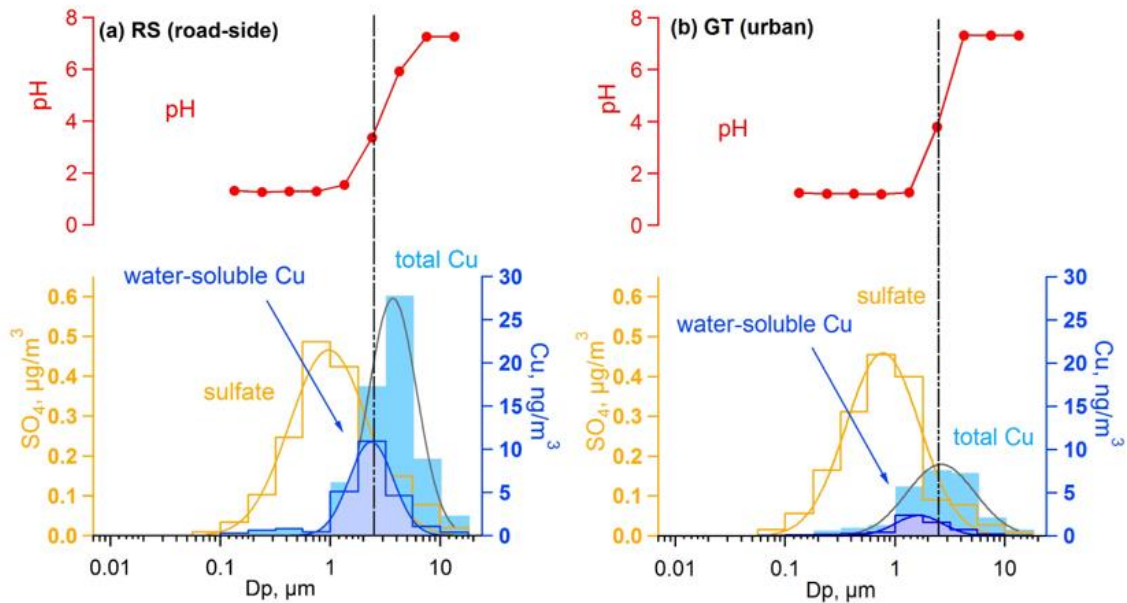 (a) RS (road-side)
8
6
4
2
0
pH
pH
water-soluble Cu
total Cu
sulfate
0.6
0.5
0.4
0.3
0.2
0.1
0.0
SO₄, µg/m³
30
25
20
15
10
5
0
Cu, ng/m³
0.01
0.1
1
10
Dp, µm
(b) GT (urban)
8
6
4
2
0
pH
pH
sulfate
water-soluble Cu
total Cu
0.6
0.5
0.4
0.3
0.2
0.1
0.0
SO₄, µg/m³
30
25
20
15
10
5
0
Cu, ng/m³
0.01
0.1
1
10
Dp, µm